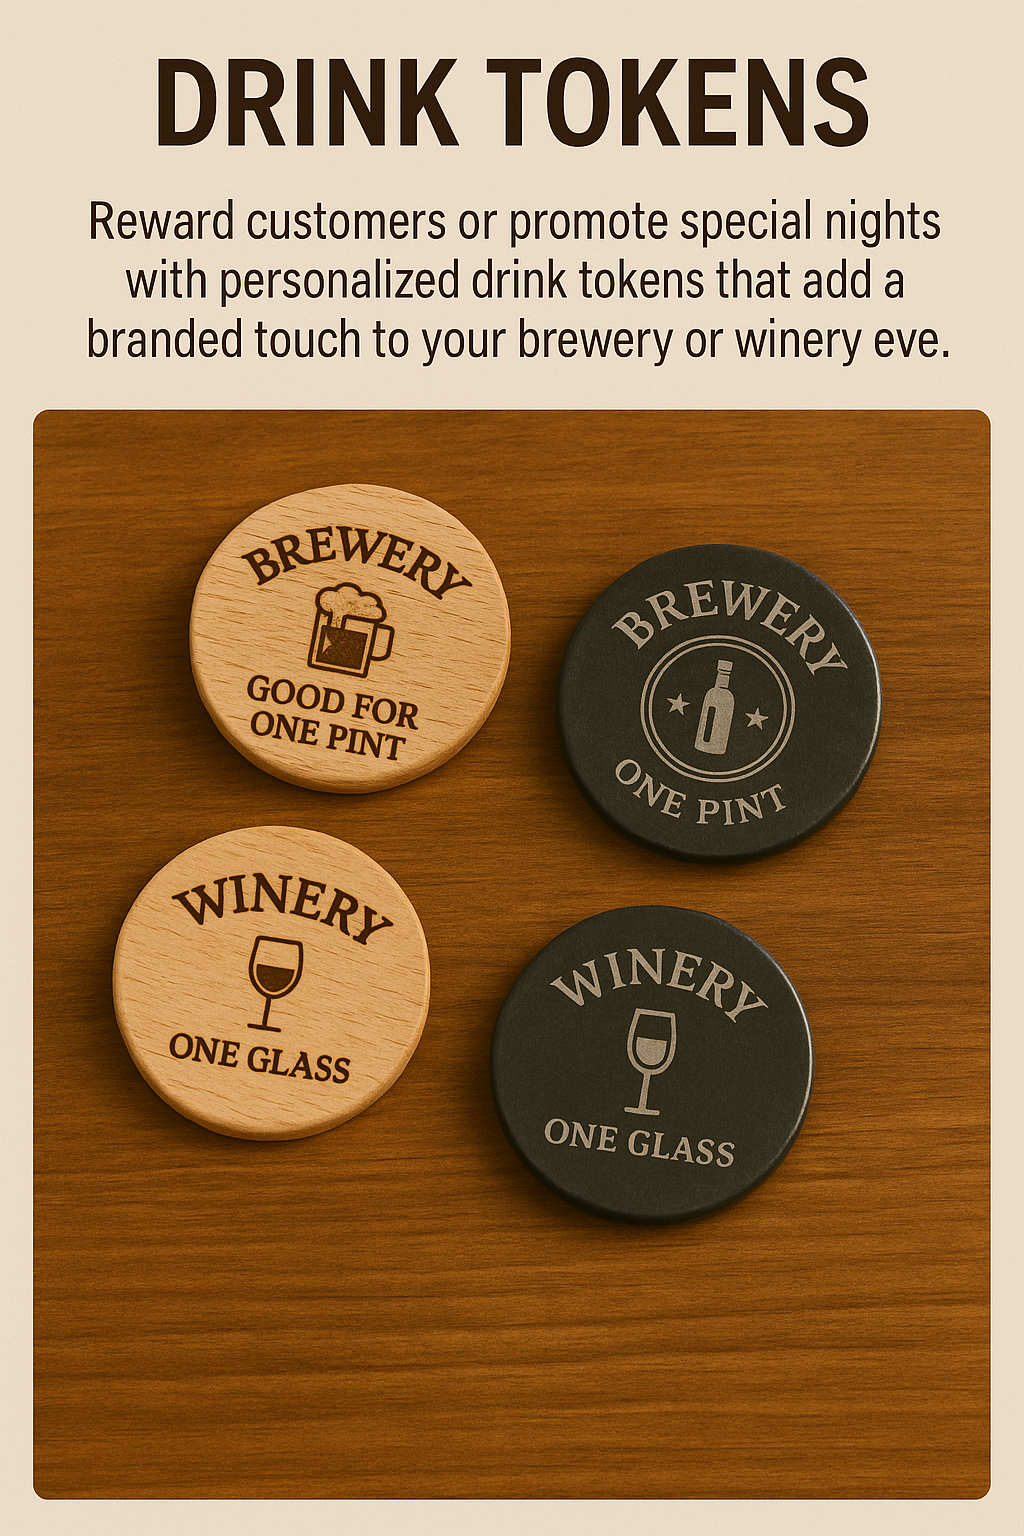 DRINK TOKENS
Reward customers or promote special nights
with personalized drink tokens that add a
branded touch to your brewery or winery eve.
BREWERY
GOOD FOR
ONE PINT
BREWERY
ONE PINT
WINERY
ONE GLASS
WINERY
ONE GLASS